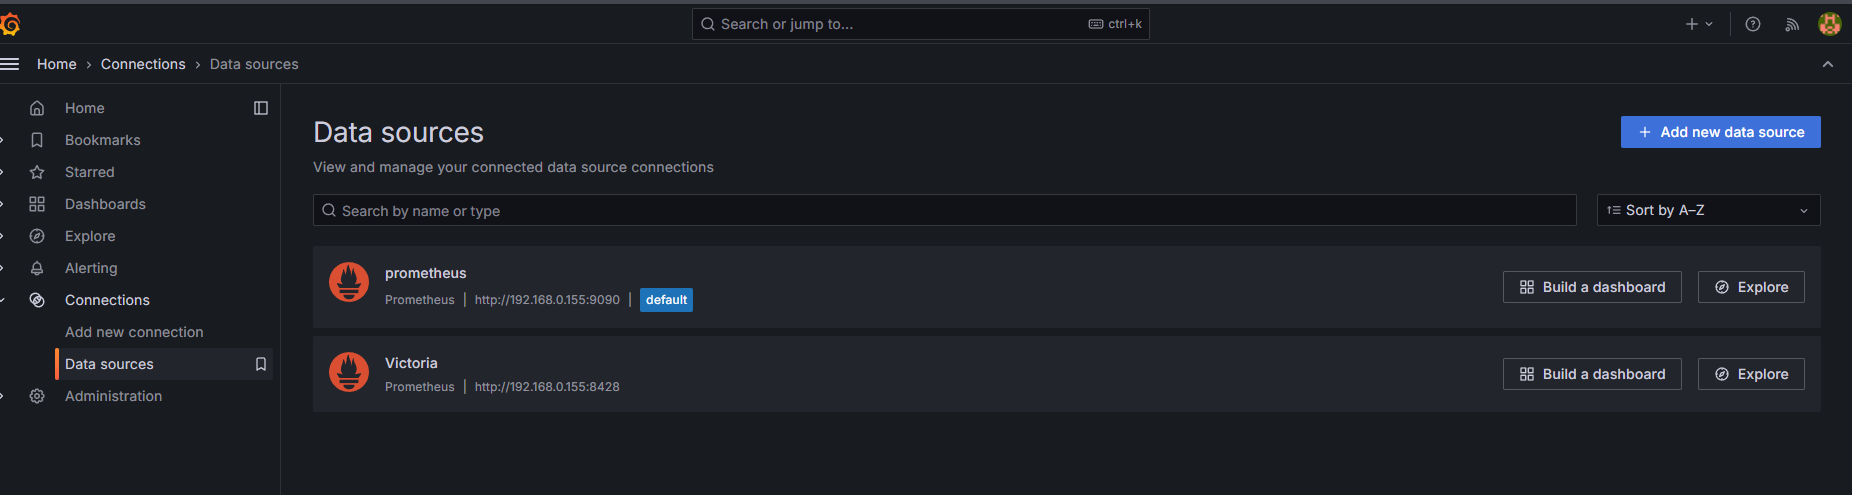 Search or jump to...
ctrl+k
Home › Connections › Data sources
Home
Bookmarks
Starred
Dashboards
Explore
Alerting
Connections
Add new connection
Data sources
Administration
Data sources
Add new data source
View and manage your connected data source connections
Search by name or type
Sort by A–Z
prometheus
Prometheus | http://192.168.0.155:9090 | default
Build a dashboard
Explore
Victoria
Prometheus | http://192.168.0.155:8428
Build a dashboard
Explore